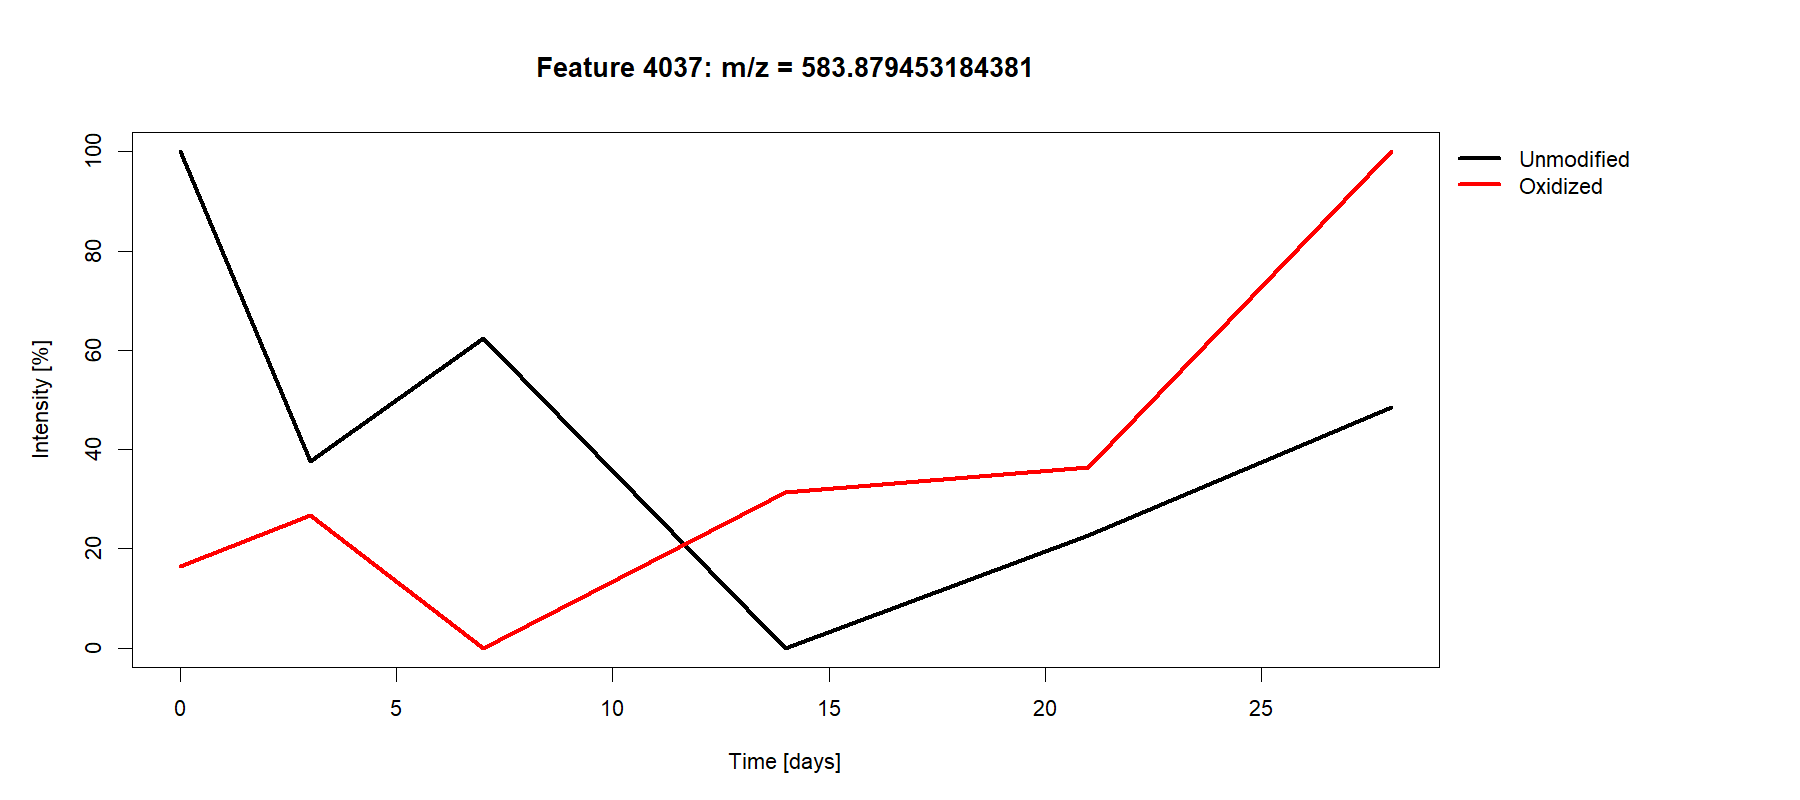 Feature 4037: m/z = 583.879453184381
Unmodified
Oxidized
100
80
60
40
20
0
Intensity [%]
0 5 10 15 20 25
Time [days]